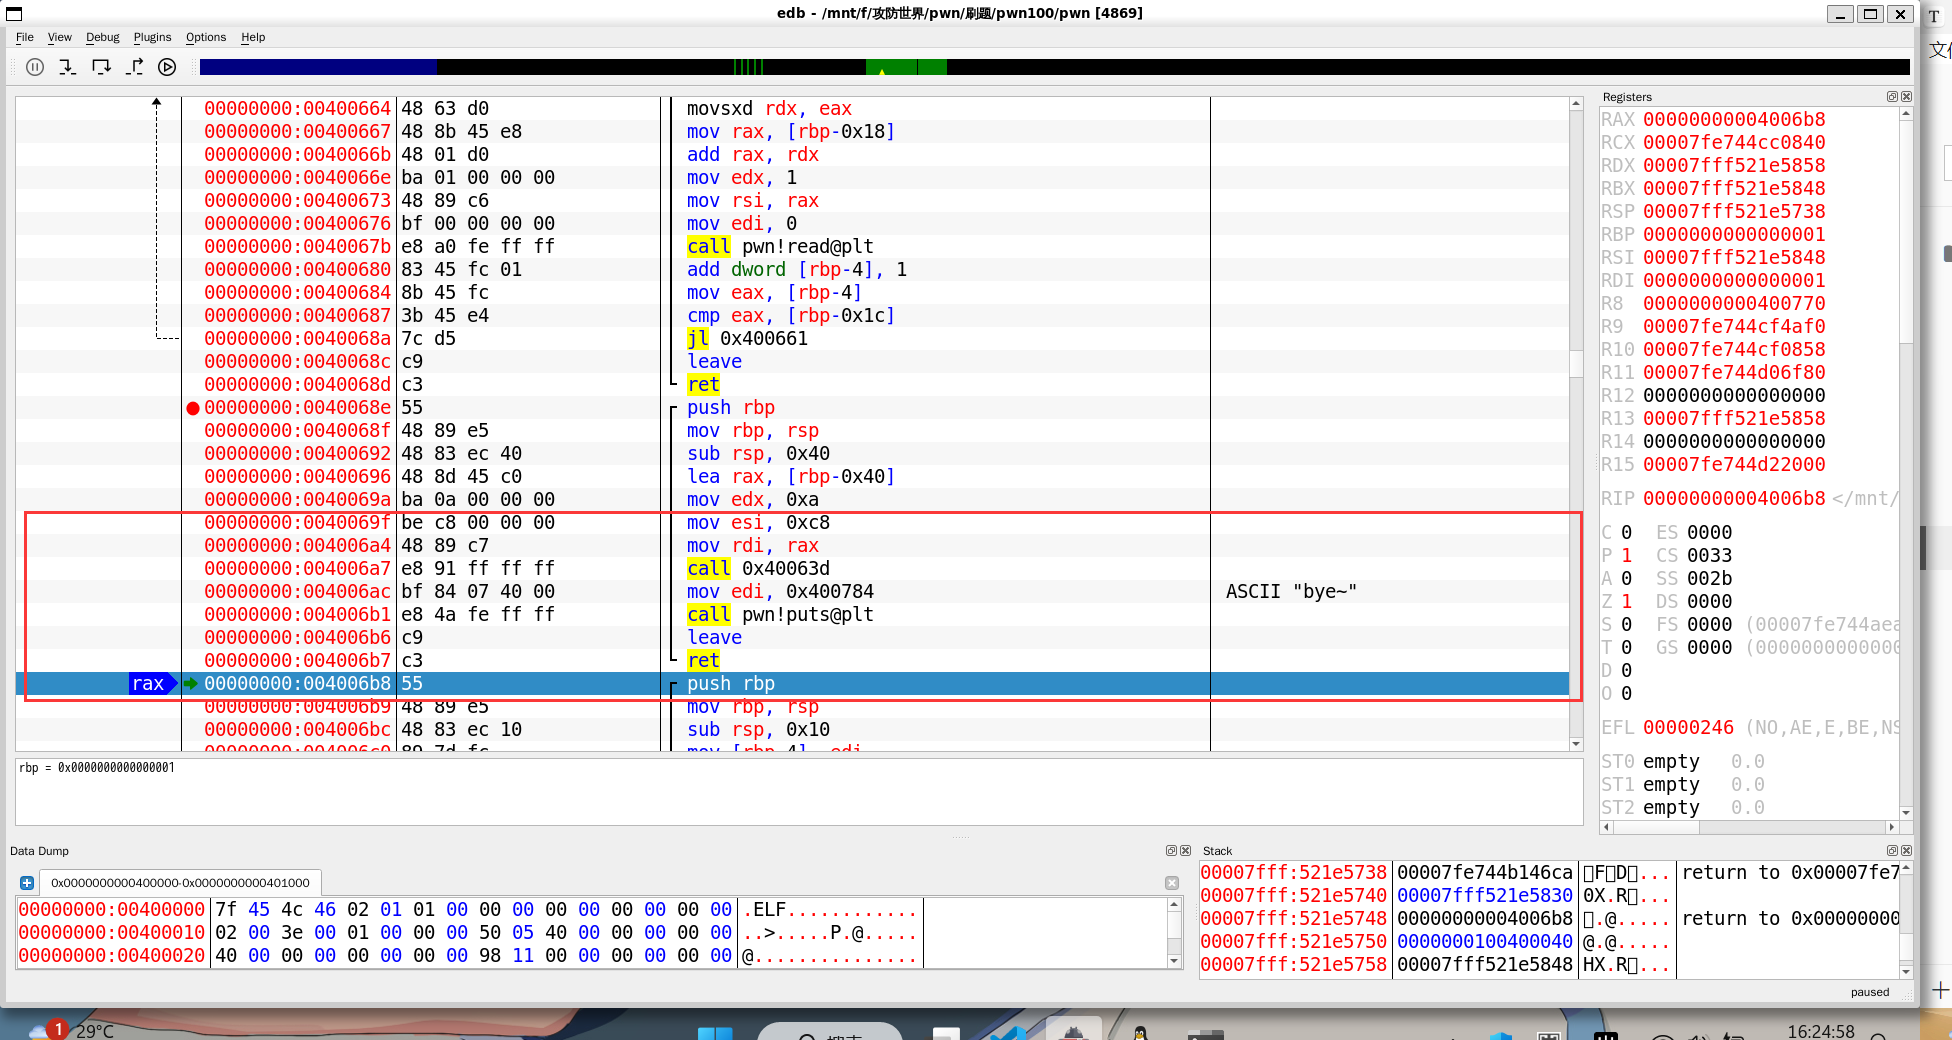 edb - /mnt/f/攻防世界/pwn/刷题/pwn100/pwn [4869]
File View Debug Plugins Options Help
00000000:00400664 48 63 d0 movsxd rdx, eax
00000000:00400667 48 8b 45 e8 mov rax, [rbp-0x18]
00000000:0040066b 48 01 d0 add rax, rdx
00000000:0040066e ba 01 00 00 00 mov edx, 1
00000000:00400673 48 89 c6 mov rsi, rax
00000000:00400676 bf 00 00 00 00 mov edi, 0
00000000:0040067b e8 a0 fe ff ff call pwn!read@plt
00000000:00400680 83 45 fc 01 add dword [rbp-4], 1
00000000:00400684 8b 45 fc mov eax, [rbp-4]
00000000:00400687 3b 45 e4 cmp eax, [rbp-0x1c]
00000000:0040068a 7c d5 jl 0x400661
00000000:0040068c c9 leave
00000000:0040068d c3 ret
00000000:0040068e 55 push rbp
00000000:0040068f 48 89 e5 mov rbp, rsp
00000000:00400692 48 83 ec 40 sub rsp, 0x40
00000000:00400696 48 8d 45 c0 lea rax, [rbp-0x40]
00000000:0040069a ba 0a 00 00 00 mov edx, 0xa
00000000:0040069f be c8 00 00 00 mov esi, 0xc8
00000000:004006a4 48 89 c7 mov rdi, rax
00000000:004006a7 e8 91 ff ff ff call 0x40063d
00000000:004006ac bf 84 07 40 00 mov edi, 0x400784 ASCII "bye~"
00000000:004006b1 e8 4a fe ff ff call pwn!puts@plt
00000000:004006b6 c9 leave
00000000:004006b7 c3 ret
rax 00000000:004006b8 55 push rbp
00000000:004006b9 48 89 e5 mov rbp, rsp
00000000:004006bc 48 83 ec 10 sub rsp, 0x10
00000000:004006c0 89 7d fc mov [rbp-4], edi
rbp = 0x0000000000000001
Registers
RAX 00000000004006b8
RCX 00007fe744cc0840
RDX 00007fff521e5858
RBX 00007fff521e5848
RSP 00007fff521e5738
RBP 0000000000000001
RSI 00007fff521e5848
RDI 0000000000000001
R8 0000000000400770
R9 00007fe744cf4af0
R10 00007fe744cf0858
R11 00007fe744d06f80
R12 0000000000000000
R13 00007fff521e5858
R14 0000000000000000
R15 00007fe744d22000
RIP 00000000004006b8 </mnt/
C 0 ES 0000
P 1 CS 0033
A 0 SS 002b
Z 1 DS 0000
S 0 FS 0000 (00007fe744aea
T 0 GS 0000 (0000000000000
D 0
O 0
EFL 00000246 (NO,AE,E,BE,NS
ST0 empty 0.0
ST1 empty 0.0
ST2 empty 0.0
Data Dump
0x0000000000400000-0x0000000000401000
00000000:00400000 7f 45 4c 46 02 01 01 00 00 00 00 00 00 00 00 00 .ELF............
00000000:00400010 02 00 3e 00 01 00 00 00 50 05 40 00 00 00 00 00 ..>.....P.@.....
00000000:00400020 40 00 00 00 00 00 00 00 98 11 00 00 00 00 00 00 @...............
Stack
00007fff:521e5738 00007fe744b146ca □F□D□... return to 0x00007fe7
00007fff:521e5740 00007fff521e5830 0X.R□...
00007fff:521e5748 00000000004006b8 □.@..... return to 0x00000000
00007fff:521e5750 0000000100400040 @.@.....
00007fff:521e5758 00007fff521e5848 HX.R□...
paused
T
1
29°C
16:24:58